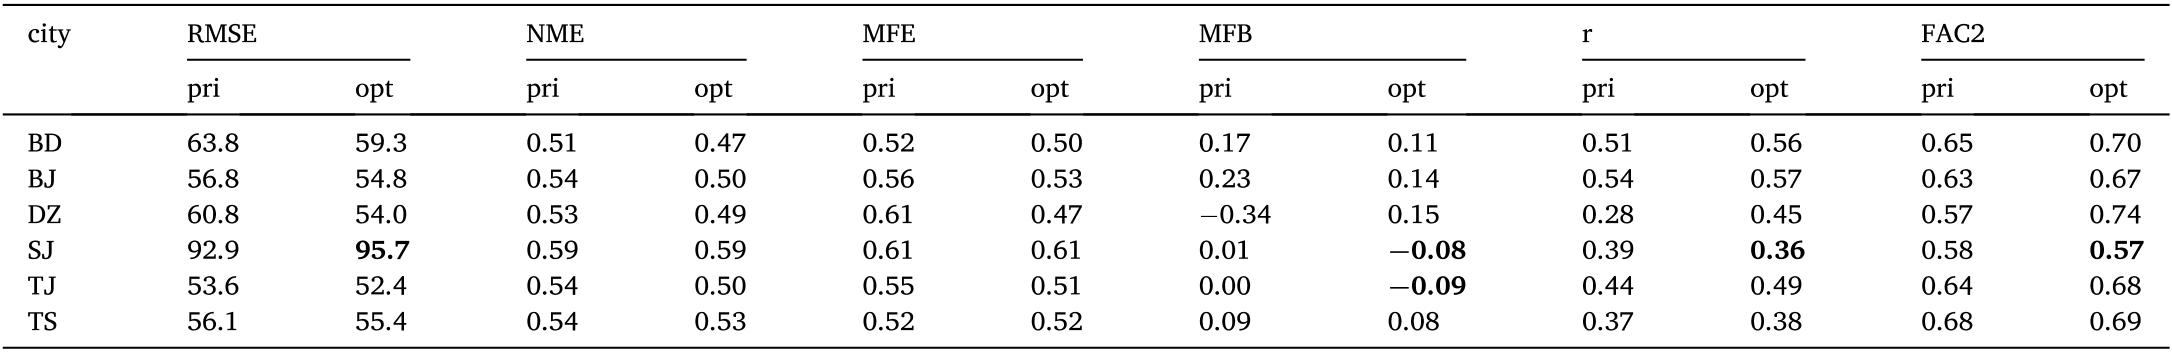 city RMSE NME MFE MFB r FAC2
pri opt pri opt pri opt pri opt pri opt pri opt
BD 63.8 59.3 0.51 0.47 0.52 0.50 0.17 0.11 0.51 0.56 0.65 0.70
BJ 56.8 54.8 0.54 0.50 0.56 0.53 0.23 0.14 0.54 0.57 0.63 0.67
DZ 60.8 54.0 0.53 0.49 0.61 0.47 −0.34 0.15 0.28 0.45 0.57 0.74
SJ 92.9 95.7 0.59 0.59 0.61 0.61 0.01 −0.08 0.39 0.36 0.58 0.57
TJ 53.6 52.4 0.54 0.50 0.55 0.51 0.00 −0.09 0.44 0.49 0.64 0.68
TS 56.1 55.4 0.54 0.53 0.52 0.52 0.09 0.08 0.37 0.38 0.68 0.69